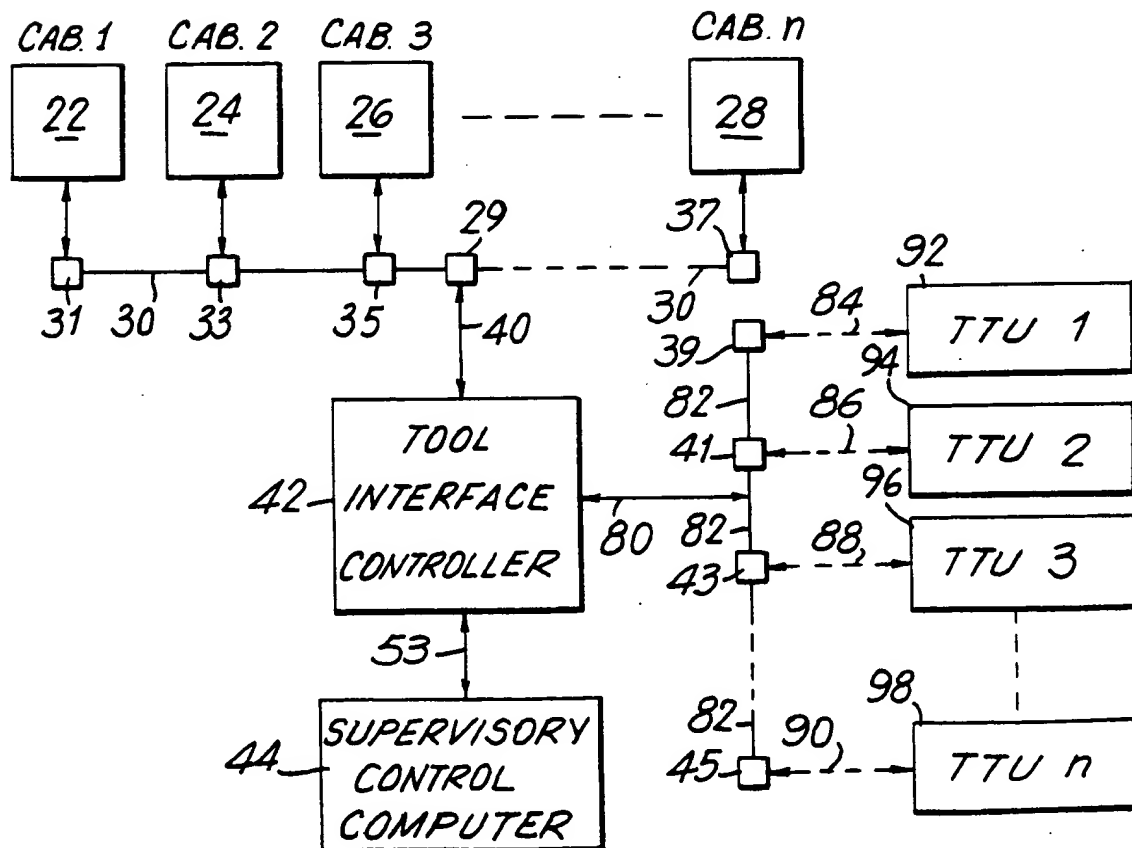 CAB. 1 CAB. 2 CAB. 3 CAB. n
22 24 26 28
29 37
31 30 33 35 30
40 39
92
84 TTU 1
94
82 86
41 TTU 2
96
TOOL
INTERFACE
CONTROLLER
42
80 82 88
43 TTU 3
53
98
82 90
45 TTU n
SUPERVISORY
CONTROL
COMPUTER
44